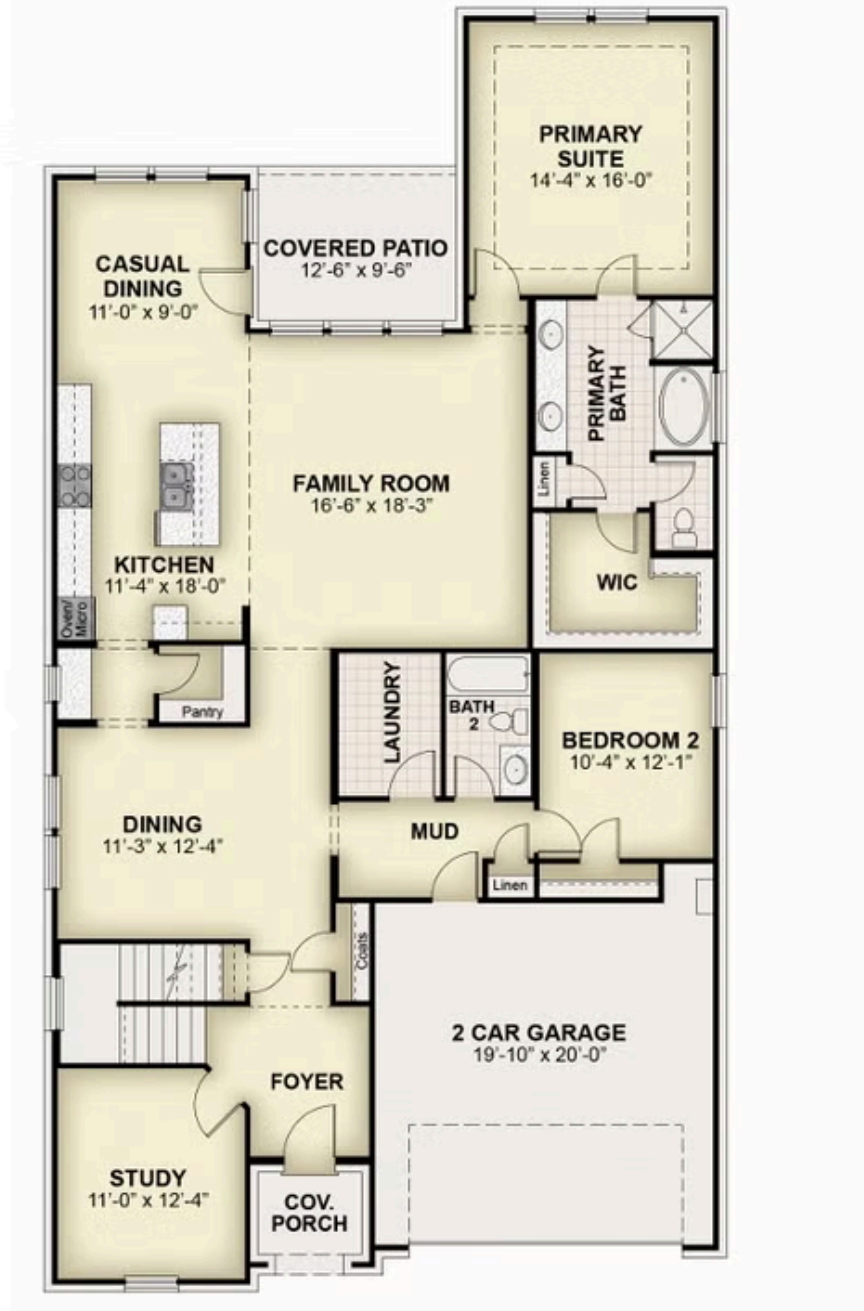 PRIMARY
SUITE
14'-4" x 16'-0"
COVERED PATIO
12'-6" x 9'-6"
CASUAL
DINING
11'-0" x 9'-0"
PRIMARY
BATH
Linen
FAMILY ROOM
16'-6" x 18'-3"
KITCHEN
11'-4" x 18'-0"
WIC
Oven/
Micro
Pantry
LAUNDRY
BATH
2
BEDROOM 2
10'-4" x 12'-1"
DINING
11'-3" x 12'-4"
MUD
Linen
Coats
2 CAR GARAGE
19'-10" x 20'-0"
FOYER
STUDY
11'-0" x 12'-4"
COV.
PORCH